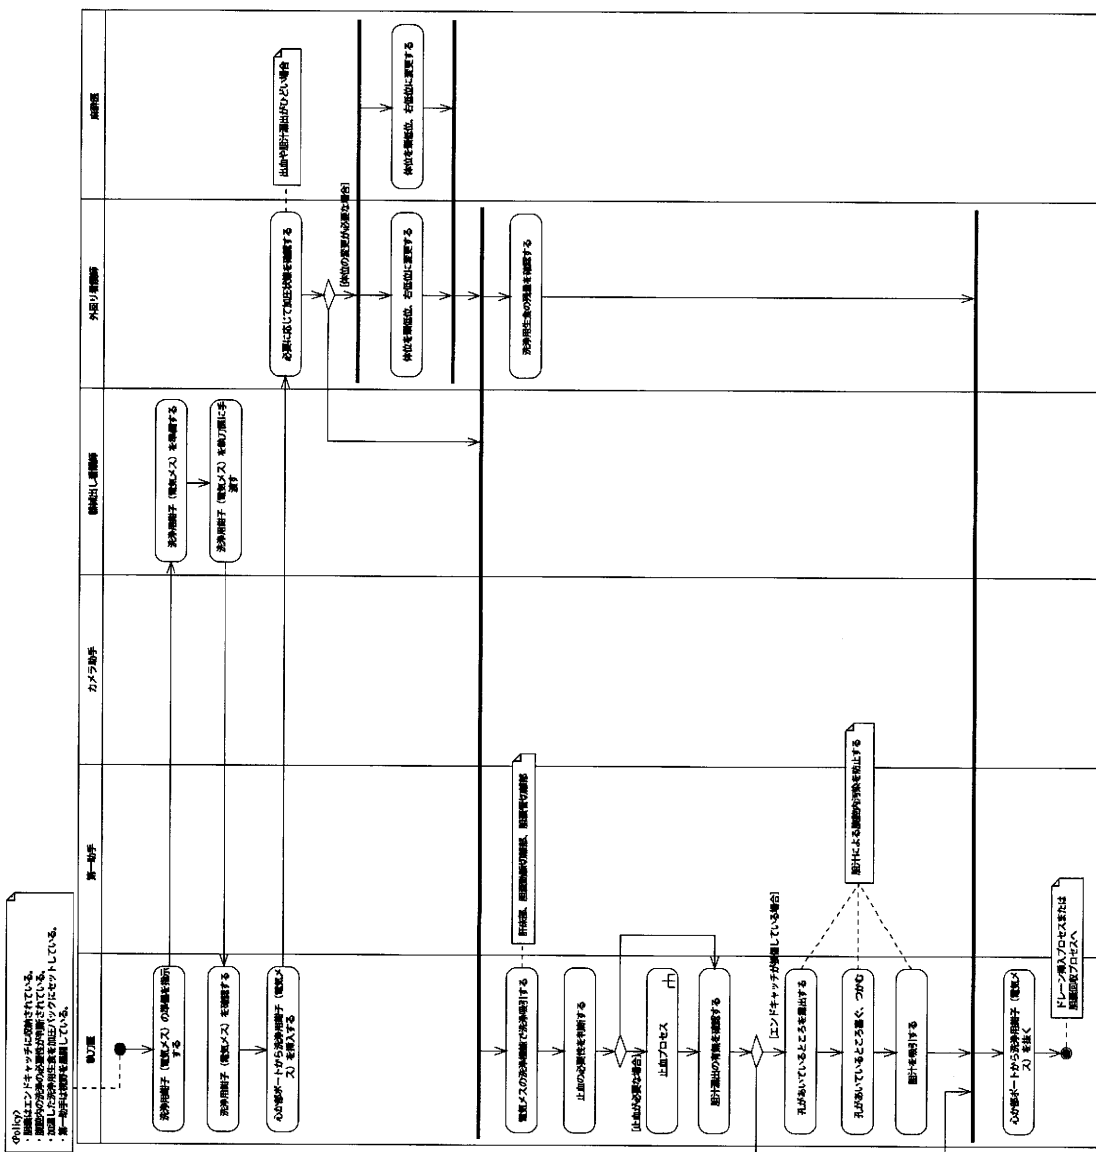 <Policy>
・胆嚢はエンドキャッチに収納されている。
・腹腔内の洗浄の必要性が判断されている。
・加温した洗浄用生食を加圧バックにセットしている。
・第一助手は視野を展開している。
執刀医
第一助手
カメラ助手
器械出し看護師
外回り看護師
麻酔医
洗浄用鉗子（電気メス）の準備を指示
する
洗浄用鉗子（電気メス）を準備する
洗浄用鉗子（電気メス）を執刀医に手
渡す
洗浄用鉗子（電気メス）を確認する
心か部ポートから洗浄用鉗子（電気メ
ス）を挿入する
必要に応じて加圧状態を確認する
出血や胆汁漏出がひどい場合
[体位の変更が必要な場合]
体位を頭低位、右低位に変更する
体位を頭低位、右低位に変更する
電気メスの洗浄機能で洗浄吸引する
肝床部、胆嚢動脈切離部、胆嚢管切離部
洗浄用生食の残量を確認する
止血の必要性を判断する
[止血が必要な場合]
止血プロセス
胆汁漏出の有無を確認する
[エンドキャッチが損傷している場合]
孔があいているところを露出する
孔があいているところ塞ぐ、つかむ
胆汁を吸引する
胆汁による腹腔内汚染を防止する
心か部ポートから洗浄用鉗子（電気メ
ス）を抜く
ドレーン挿入プロセスまたは
胆嚢回収プロセスへ